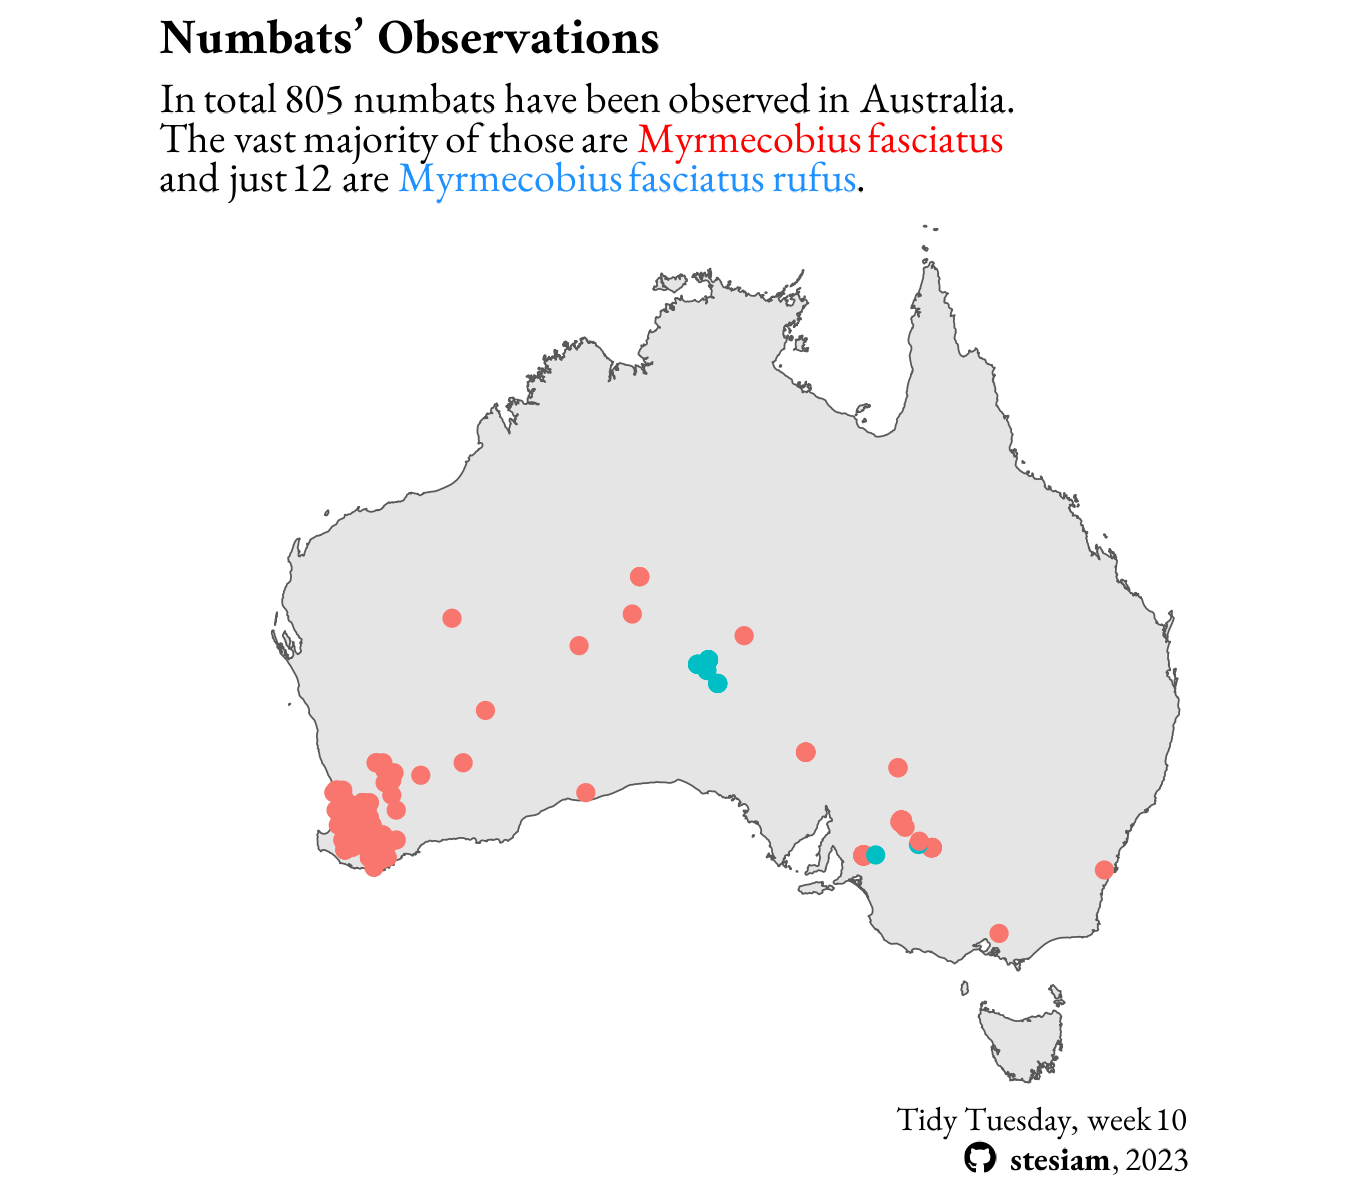 Numbats’ Observations
In total 805 numbats have been observed in Australia.
The vast majority of those are Myrmecobius fasciatus
and just 12 are Myrmecobius fasciatus rufus.
Tidy Tuesday, week 10
stesiam, 2023